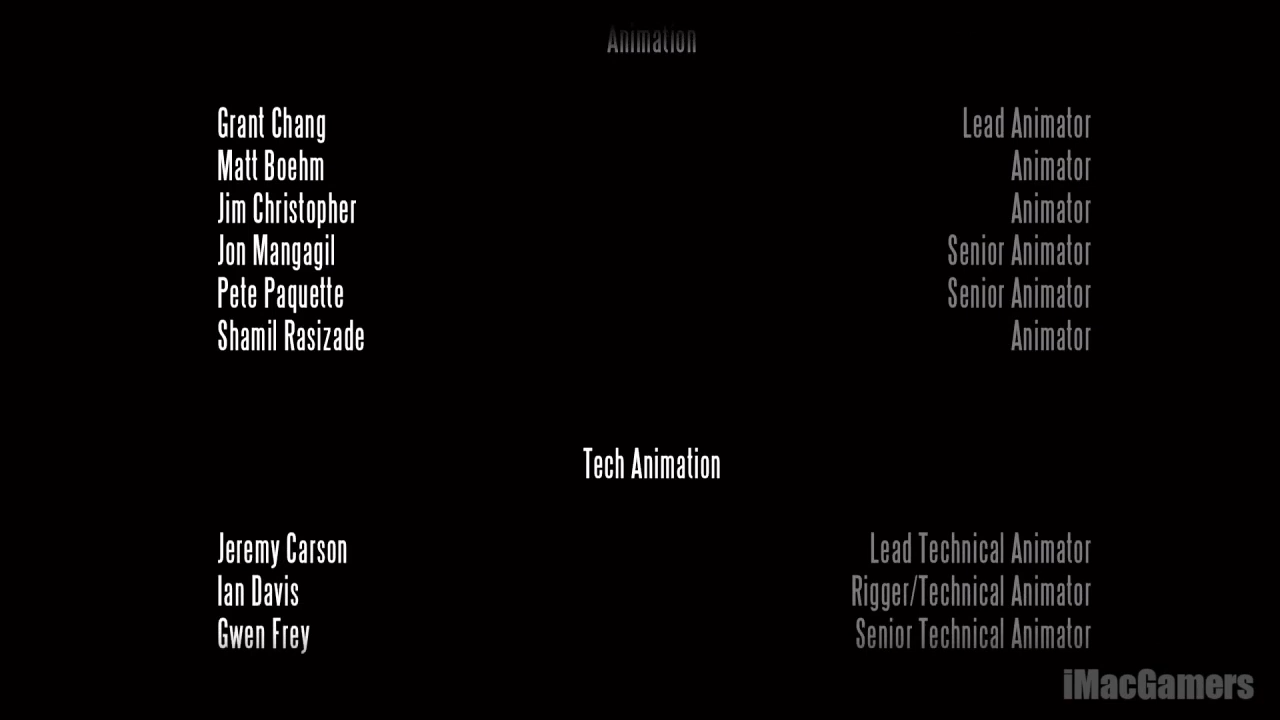 Animation
Grant Chang Lead Animator
Matt Boehm Animator
Jim Christopher Animator
Jon Mangagil Senior Animator
Pete Paquette Senior Animator
Shamil Rasizade Animator
Tech Animation
Jeremy Carson Lead Technical Animator
Ian Davis Rigger/Technical Animator
Gwen Frey Senior Technical Animator
iMacGamers